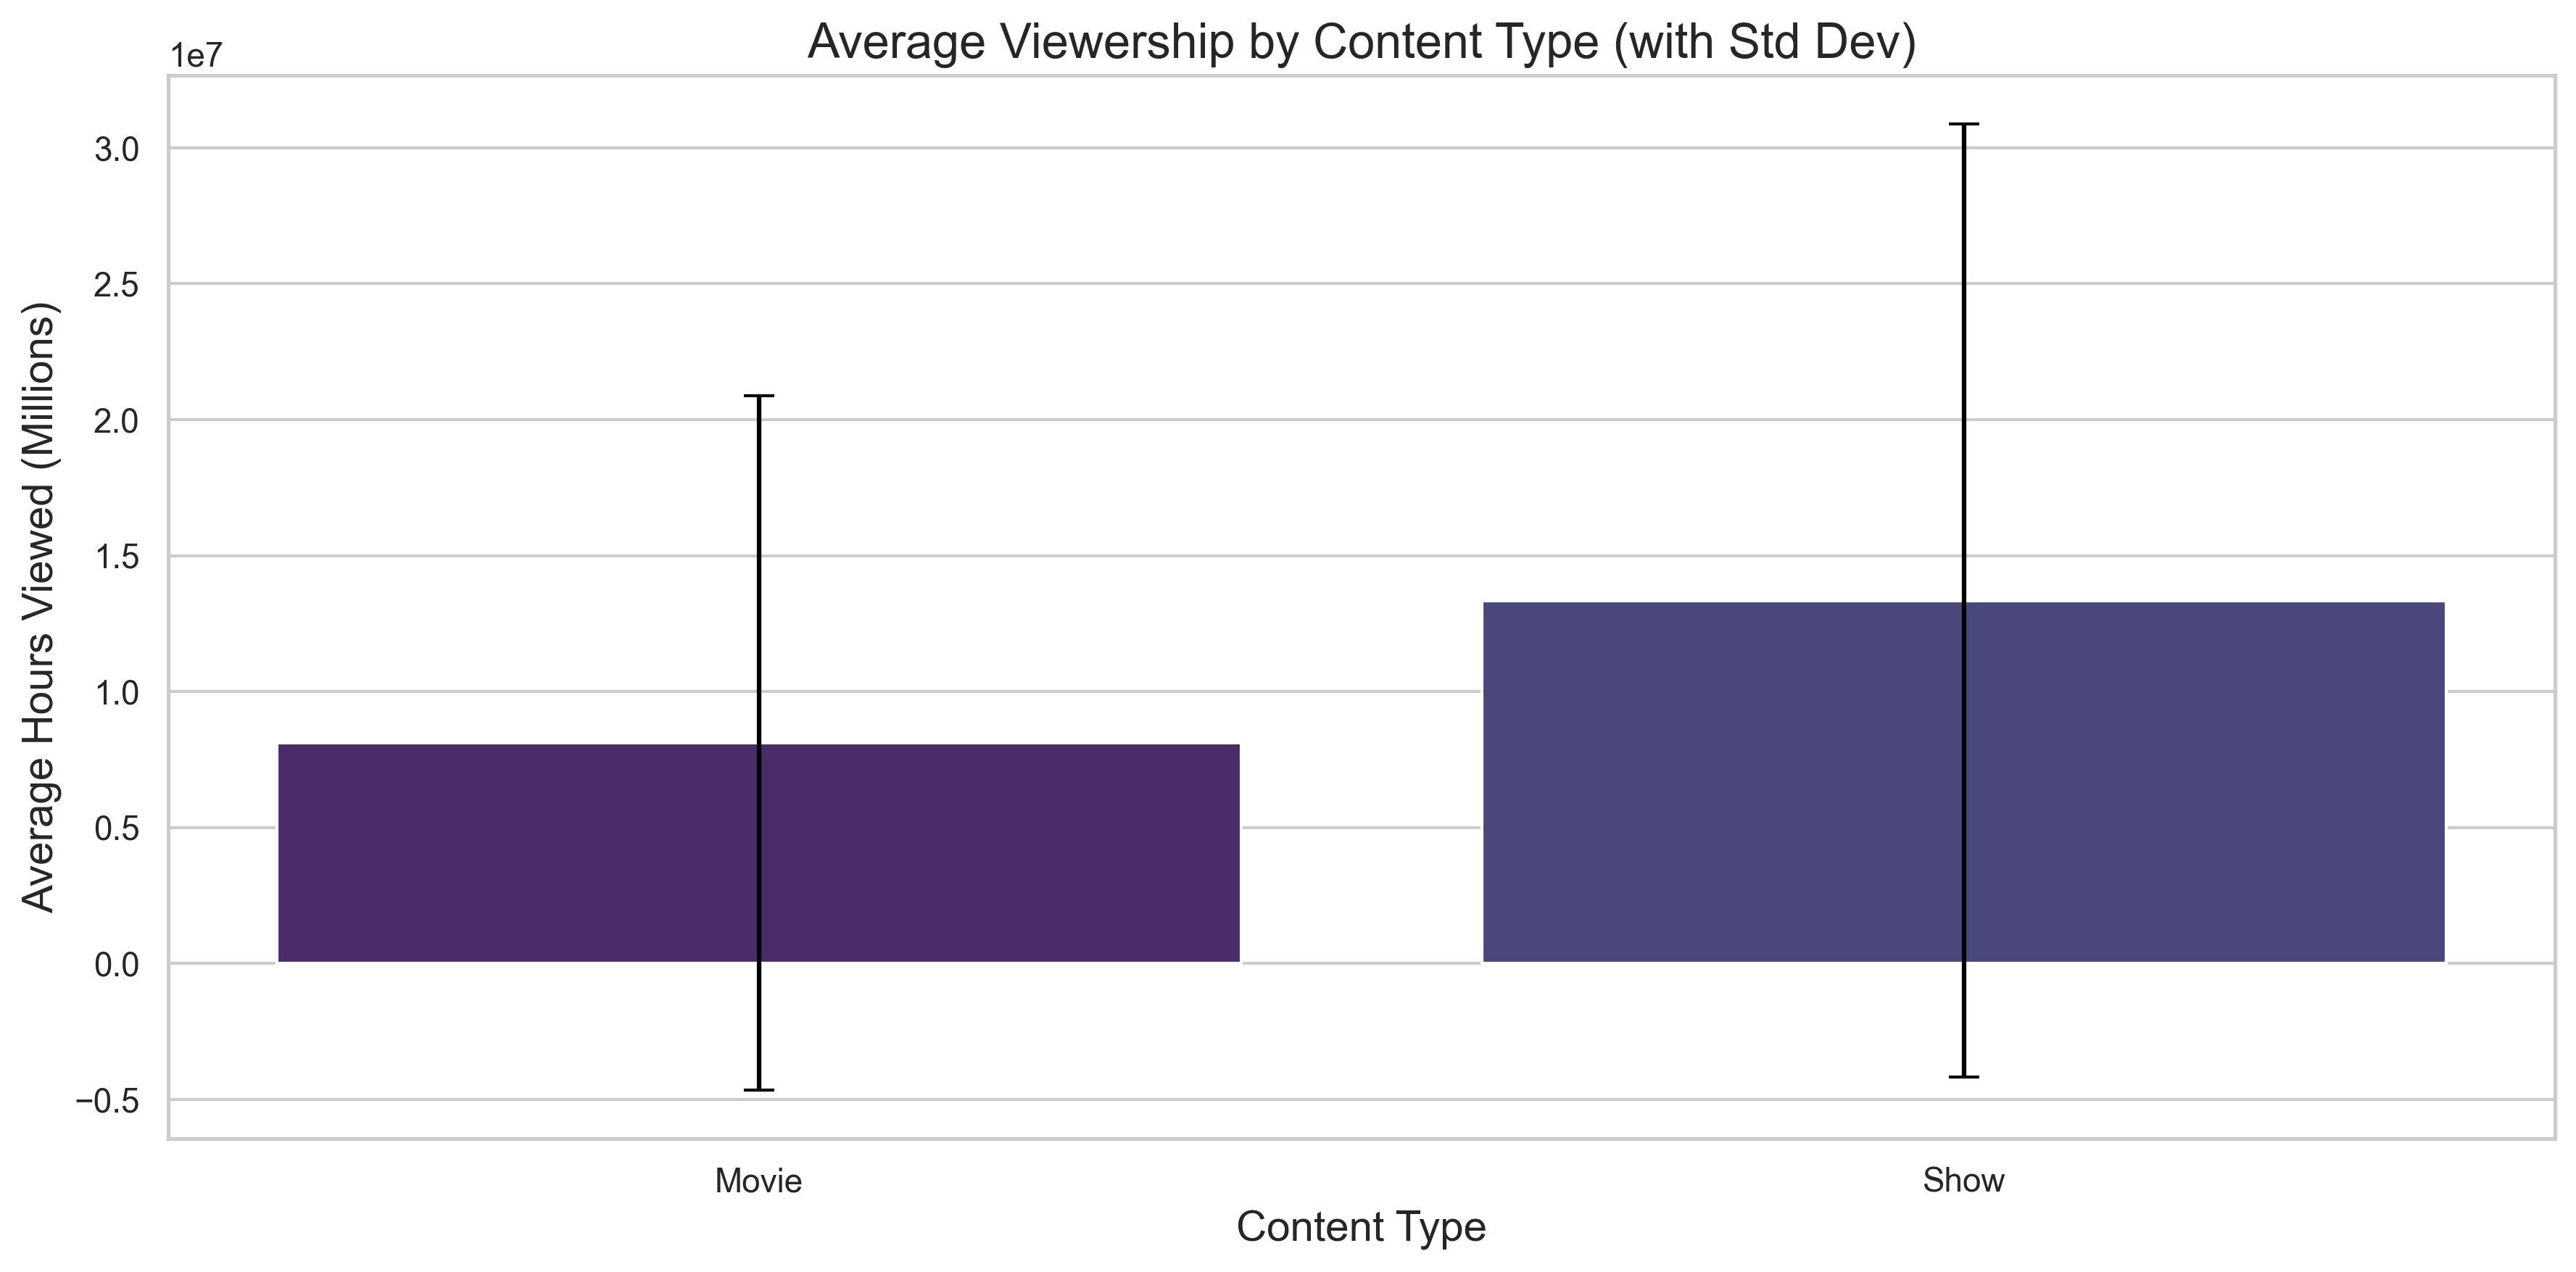 Average Viewership by Content Type (with Std Dev)
1e7
Average Hours Viewed (Millions)
3.0
2.5
2.0
1.5
1.0
0.5
0.0
−0.5
Movie
Show
Content Type